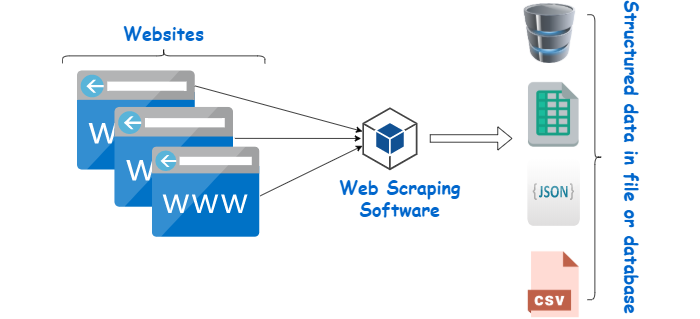 Websites
W
W
WWW
Web Scraping
Software
{JSON}
CSV
Structured data in file or database